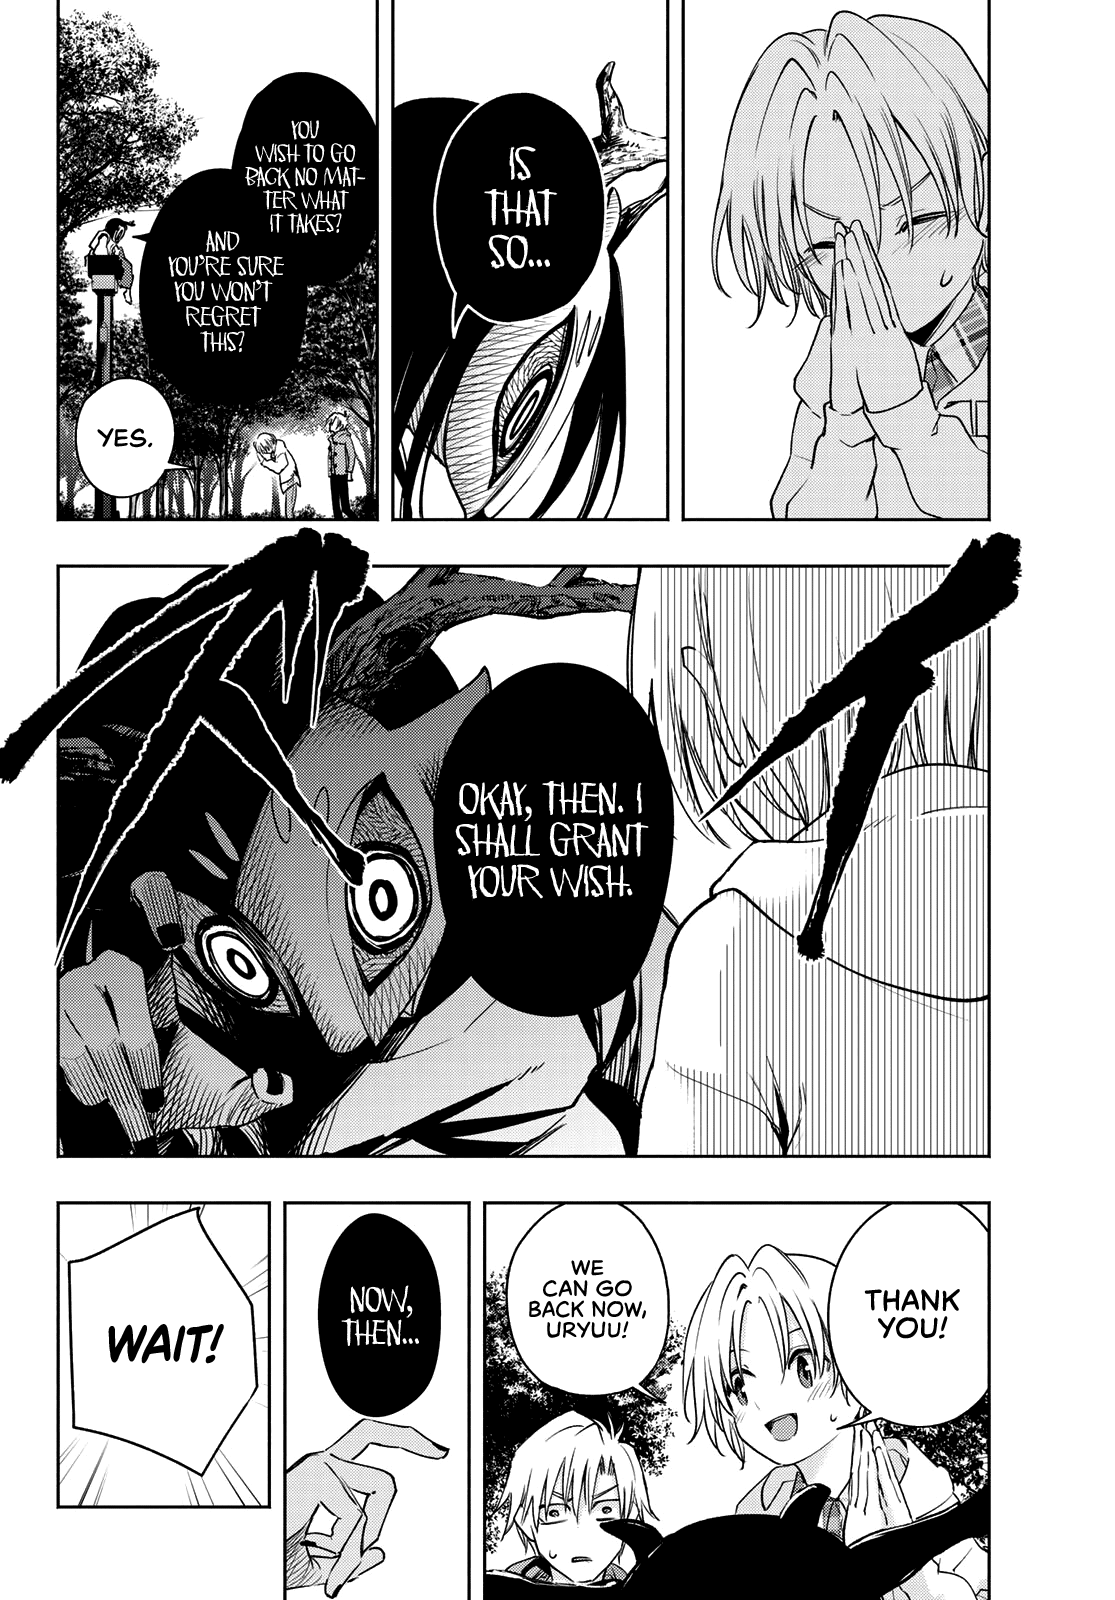 IS
THAT
SO...
YOU
WISH TO GO
BACK NO MAT-
TER WHAT
IT TAKES?
AND
YOU'RE SURE
YOU WON'T
REGRET
THIS?
YES.
OKAY, THEN. I
SHALL GRANT
YOUR WISH.
THANK
YOU!
WE
CAN GO
BACK NOW,
URYUU!
NOW,
THEN...
WAIT!